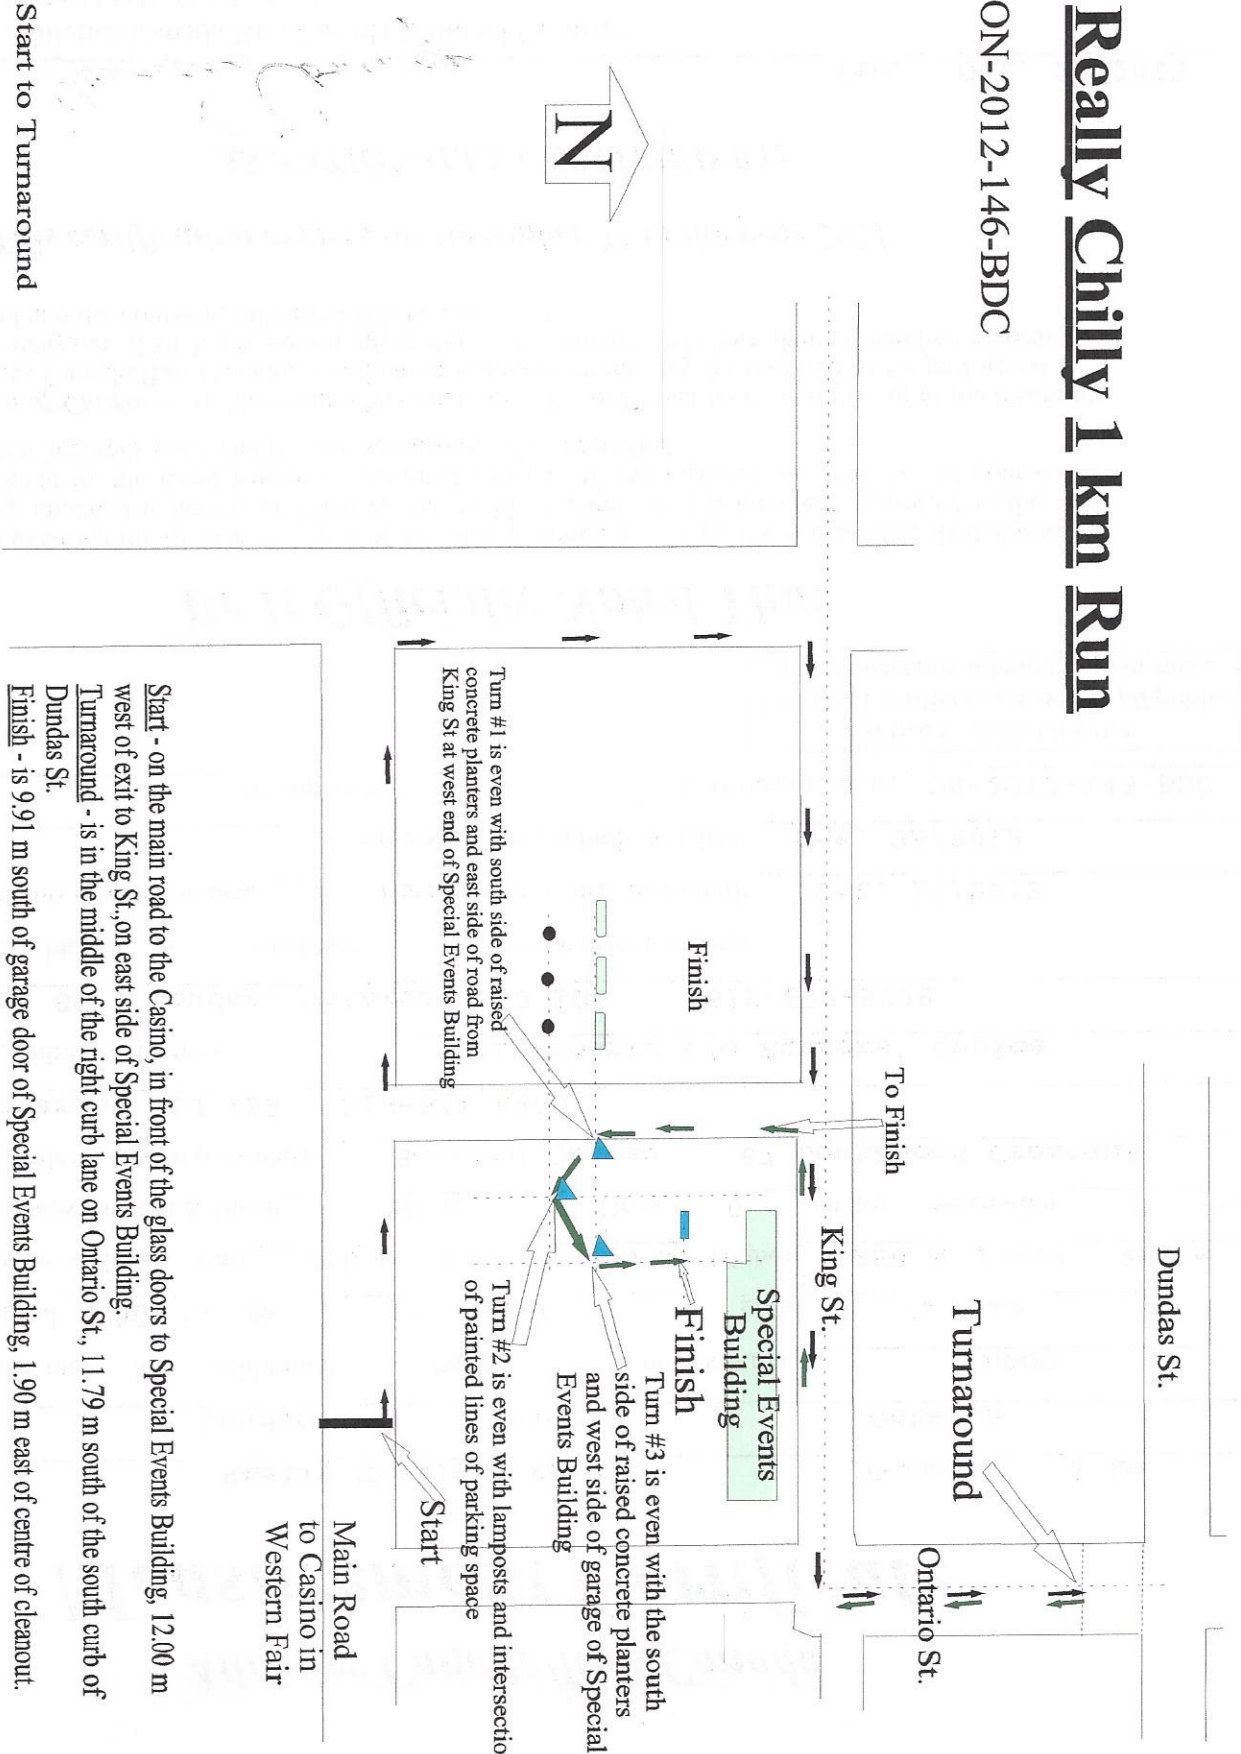 Really Chilly 1 km Run
ON-2012-146-BDC
N
Start to Turnaround
Dundas St.
Turnaround
Ontario St.
King St.
To Finish
Special Events
Building
Finish
Finish
Turn #3 is even with the south
side of raised concrete planters
and west side of garage of Special
Events Building
Turn #1 is even with south side of raised
concrete planters and east side of road from
King St at west end of Special Events Building
Turn #2 is even with lamposts and intersectio
of painted lines of parking space
Start
Main Road
to Casino in
Western Fair
Start - on the main road to the Casino, in front of the glass doors to Special Events Building, 12.00 m
west of exit to King St.,on east side of Special Events Building.
Turnaround - is in the middle of the right curb lane on Ontario St., 11.79 m south of the south curb of
Dundas St.
Finish - is 9.91 m south of garage door of Special Events Building, 1.90 m east of centre of cleanout.